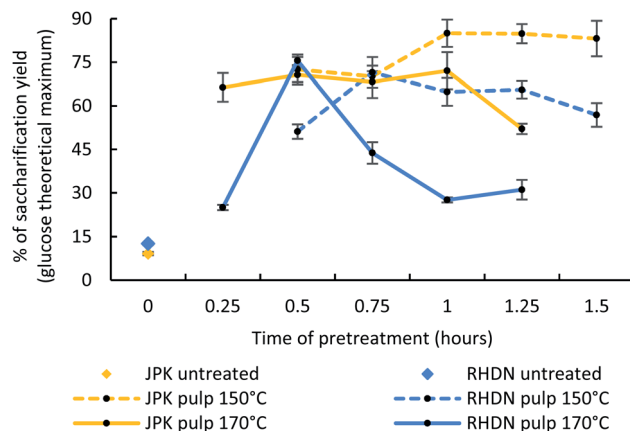 % of saccharification yield
(glucose theoretical maximum)
90
75
60
45
30
15
0
0 0.25 0.5 0.75 1 1.25 1.5
Time of pretreatment (hours)
JPK untreated RHDN untreated
JPK pulp 150°C RHDN pulp 150°C
JPK pulp 170°C RHDN pulp 170°C